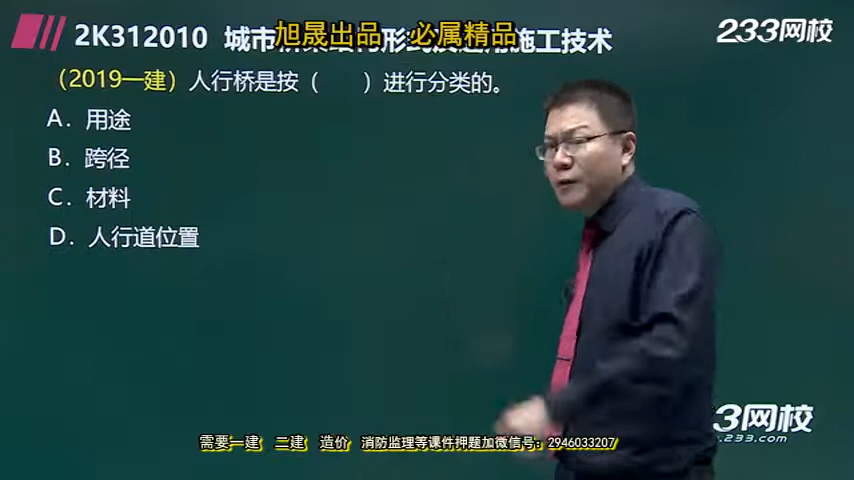 2K312010 城市
旭晟出品 必属精品
施工技术
233网校
（2019一建）人行桥是按（ ）进行分类的。
A．用途
B．跨径
C．材料
D．人行道位置
3网校
.233.com
需要一建 二建 造价 消防监理等课件押题加微信号：2946033207